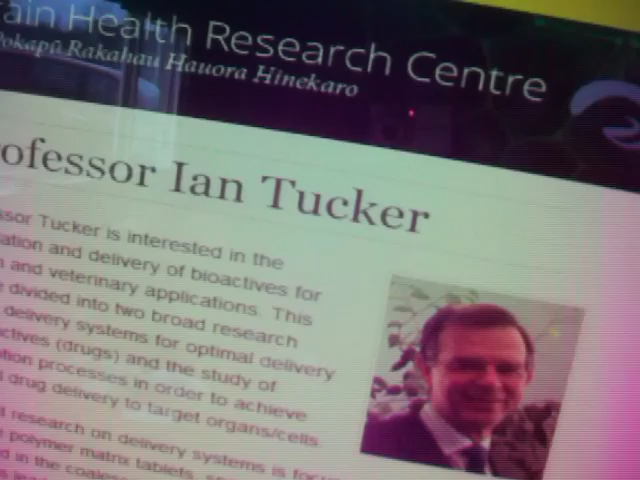 ain Health Research Centre
Pokapū Rakahau Hauora Hinekaro
ofessor Ian Tucker
ssor Tucker is interested in the
ation and delivery of bioactives for
and veterinary applications. This
divided into two broad research
delivery systems for optimal delivery
ctives (drugs) and the study of
tion processes in order to achieve
drug delivery to target organs/cells.
research on delivery systems is
polymer matrix tablets,
in the